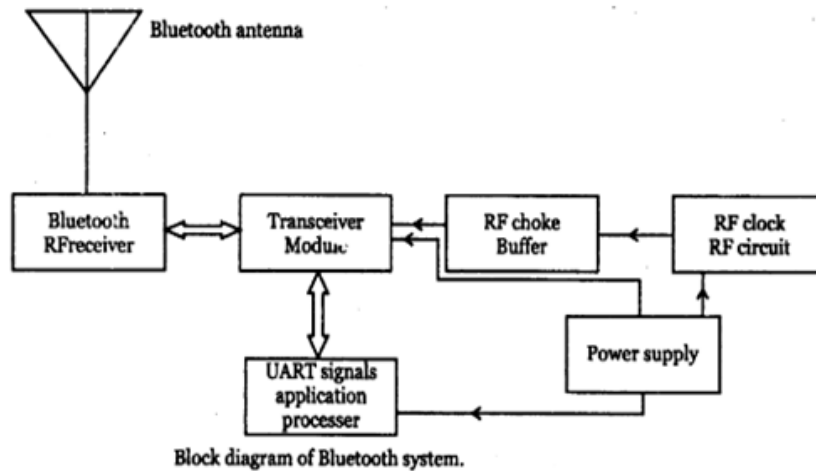 Bluetooth antenna
Bluetooth
RFreceiver
Transceiver
Module
RF choke
Buffer
RF clock
RF circuit
Power supply
UART signals
application
processer
Block diagram of Bluetooth system.